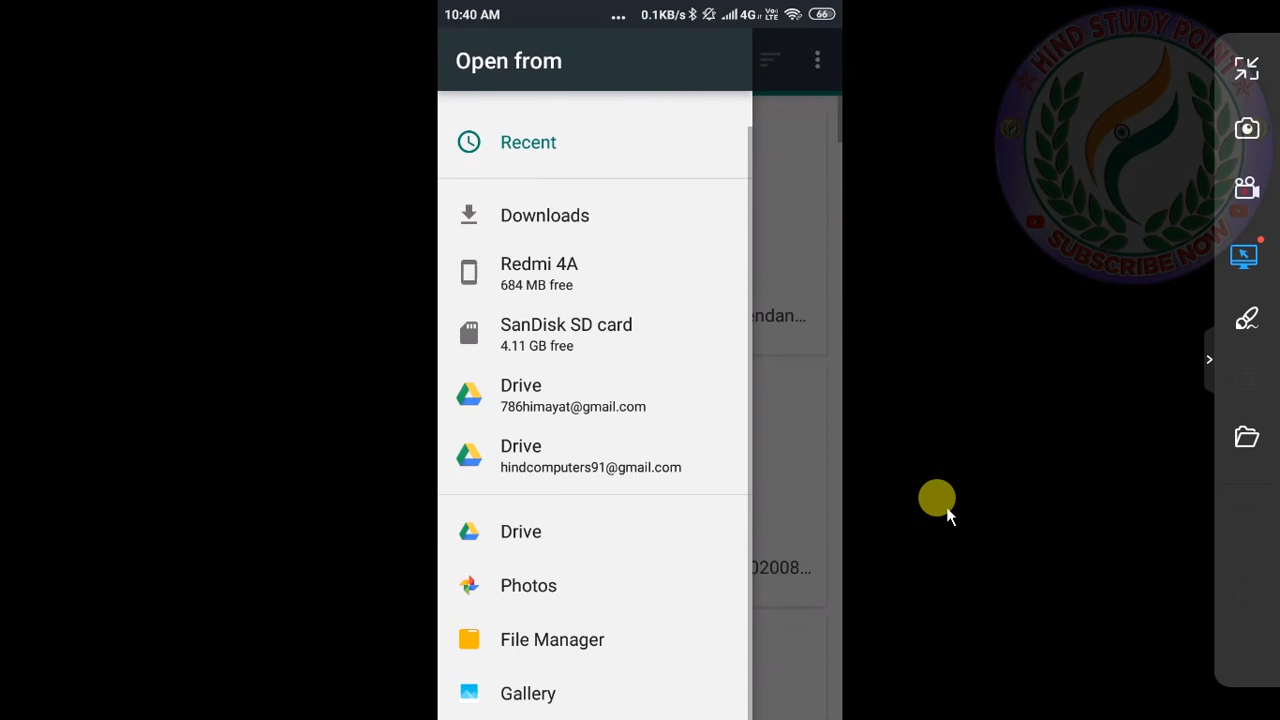 10:40 AM ... 0.1KB/s 4G Vo) LTE 66
HIND STUDY POINT
Open from
Recent
Downloads
Redmi 4A
684 MB free
endan...
SanDisk SD card
4.11 GB free
SUBSCRIBE NOW
Drive
786himayat@gmail.com
Drive
hindcomputers91@gmail.com
Drive
02008...
Photos
File Manager
Gallery